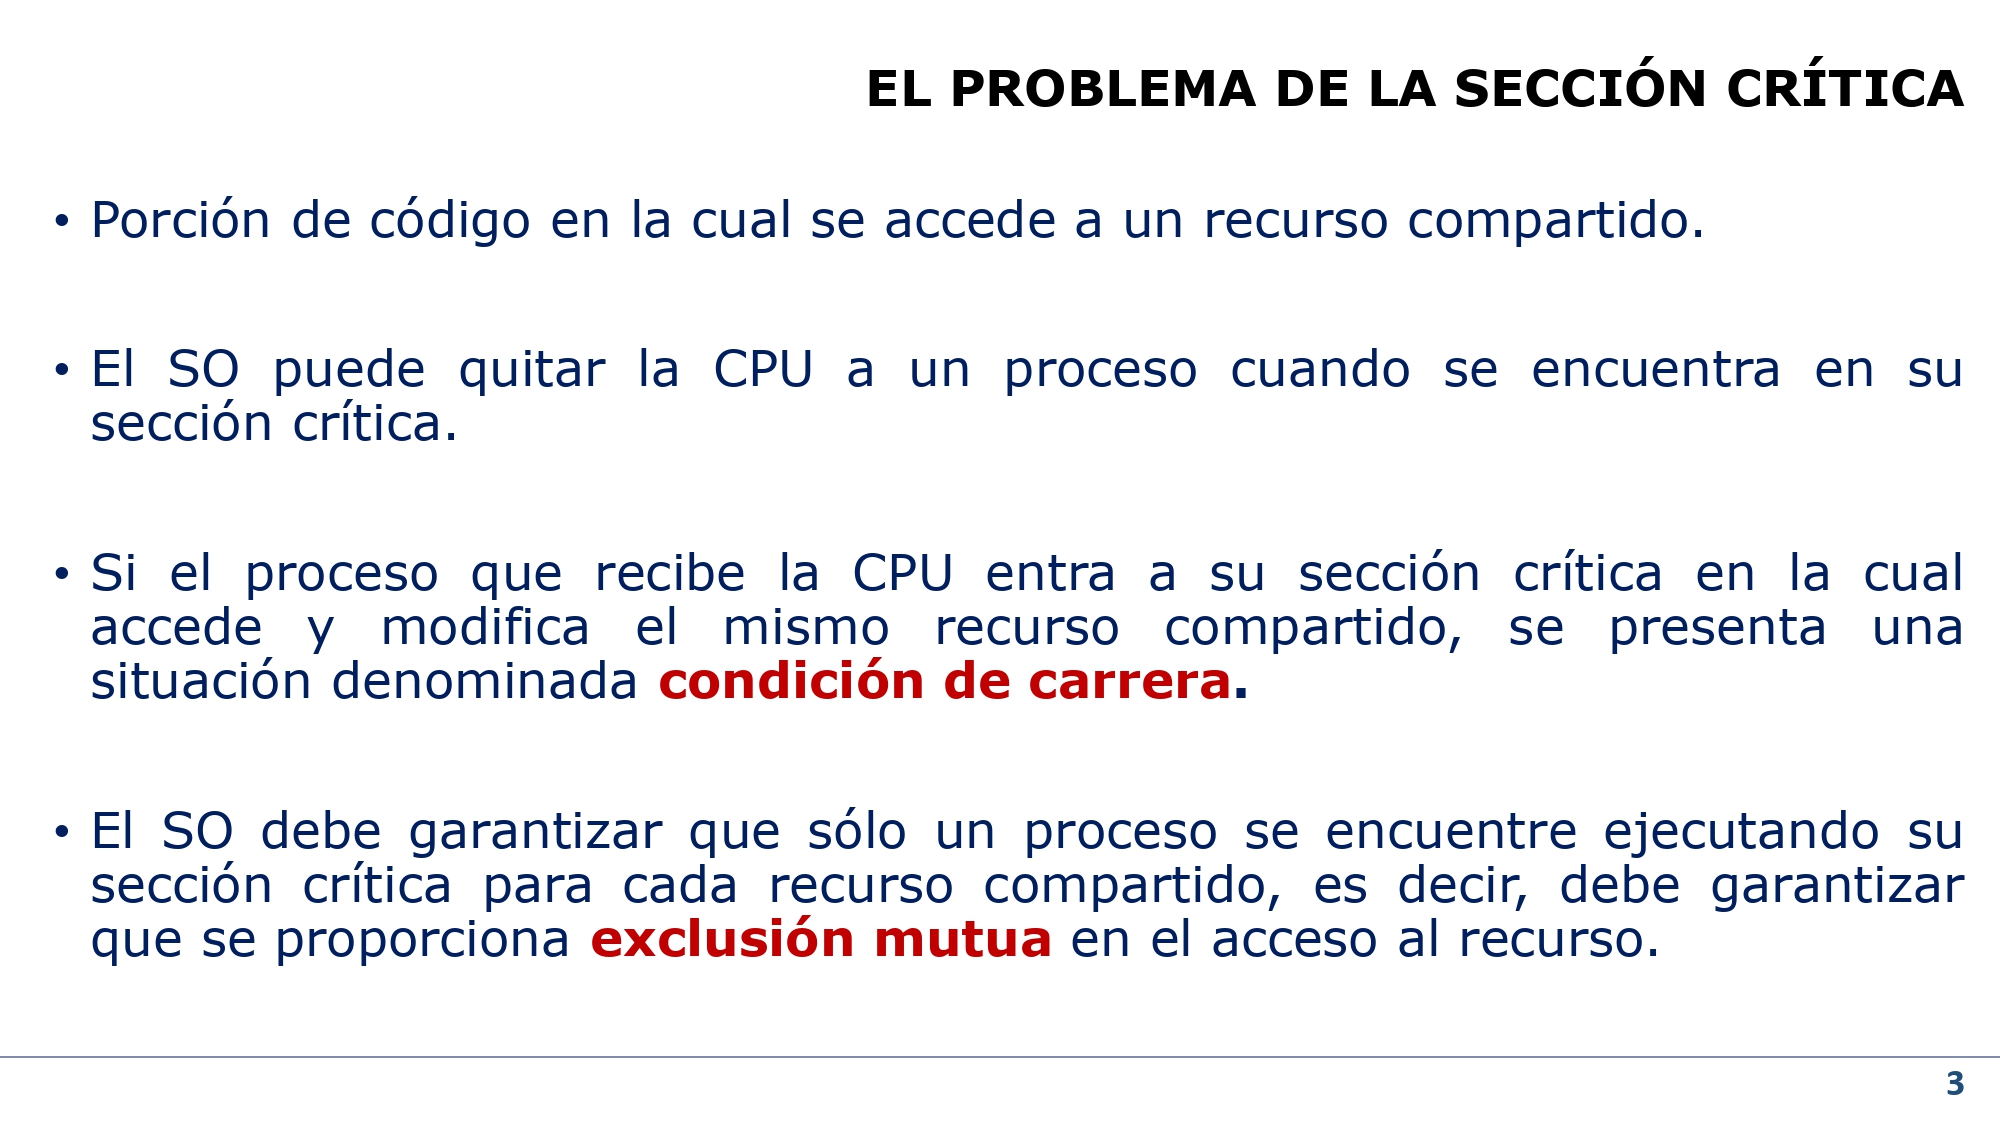 EL PROBLEMA DE LA SECCIÓN CRÍTICA
• Porción de código en la cual se accede a un recurso compartido.
• El SO puede quitar la CPU a un proceso cuando se encuentra en su
sección crítica.
• Si el proceso que recibe la CPU entra a su sección crítica en la cual
accede y modifica el mismo recurso compartido, se presenta una
situación denominada condición de carrera.
• El SO debe garantizar que sólo un proceso se encuentre ejecutando su
sección crítica para cada recurso compartido, es decir, debe garantizar
que se proporciona exclusión mutua en el acceso al recurso.
3